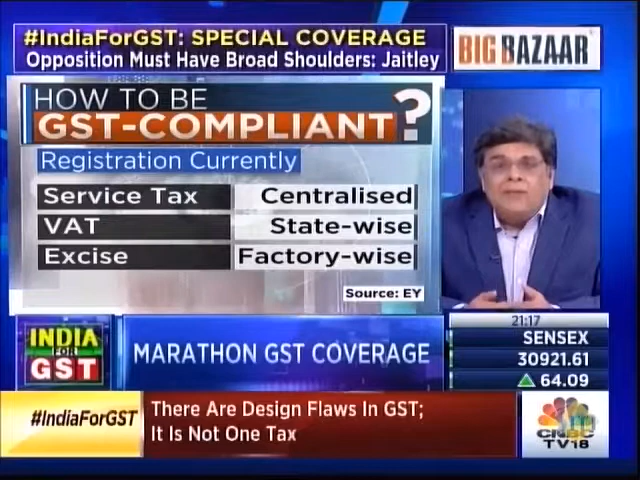 #IndiaForGST: SPECIAL COVERAGE
Opposition Must Have Broad Shoulders: Jaitley
BIG BAZAAR
HOW TO BE
GST-COMPLIANT?
Registration Currently
Service Tax Centralised
VAT State-wise
Excise Factory-wise
Source: EY
INDIA
FOR
GST
MARATHON GST COVERAGE
21:17
SENSEX
30921.61
64.09
#IndiaForGST
There Are Design Flaws In GST;
It Is Not One Tax
CNBC
TV18